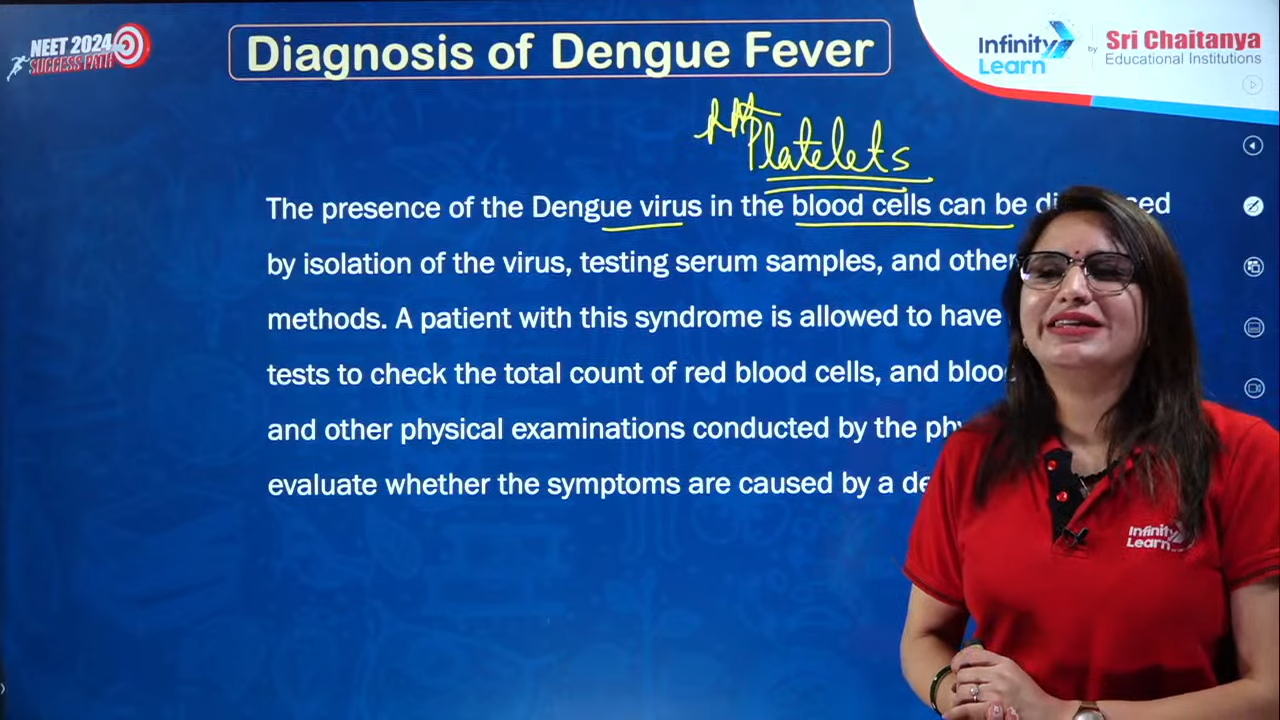 NEET 2024
SUCCESS PATH
Diagnosis of Dengue Fever
Infinity Learn
by
Sri Chaitanya
Educational Institutions
Platelets
The presence of the Dengue virus in the blood cells can be
by isolation of the virus, testing serum samples, and other
methods. A patient with this syndrome is allowed to have
tests to check the total count of red blood cells, and
and other physical examinations conducted by the
evaluate whether the symptoms are caused by a
Infinity
Learn